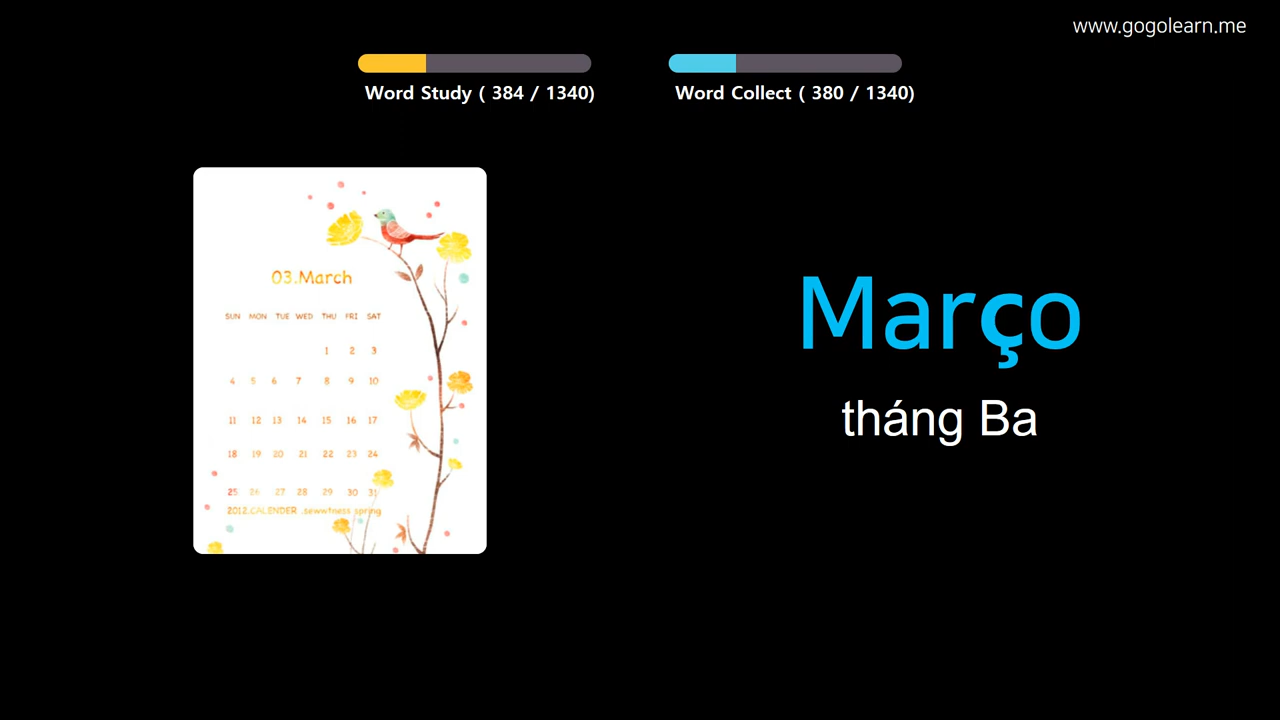 www.gogolearn.me
Word Study ( 384 / 1340)
Word Collect ( 380 / 1340)
03.March
SUN MON TUE WED THU FRI SAT
1 2 3
4 5 6 7 8 9 10
11 12 13 14 15 16 17
18 19 20 21 22 23 24
25 26 27 28 29 30 31
2012.CALENDER .sewwtness spring
Março
tháng Ba